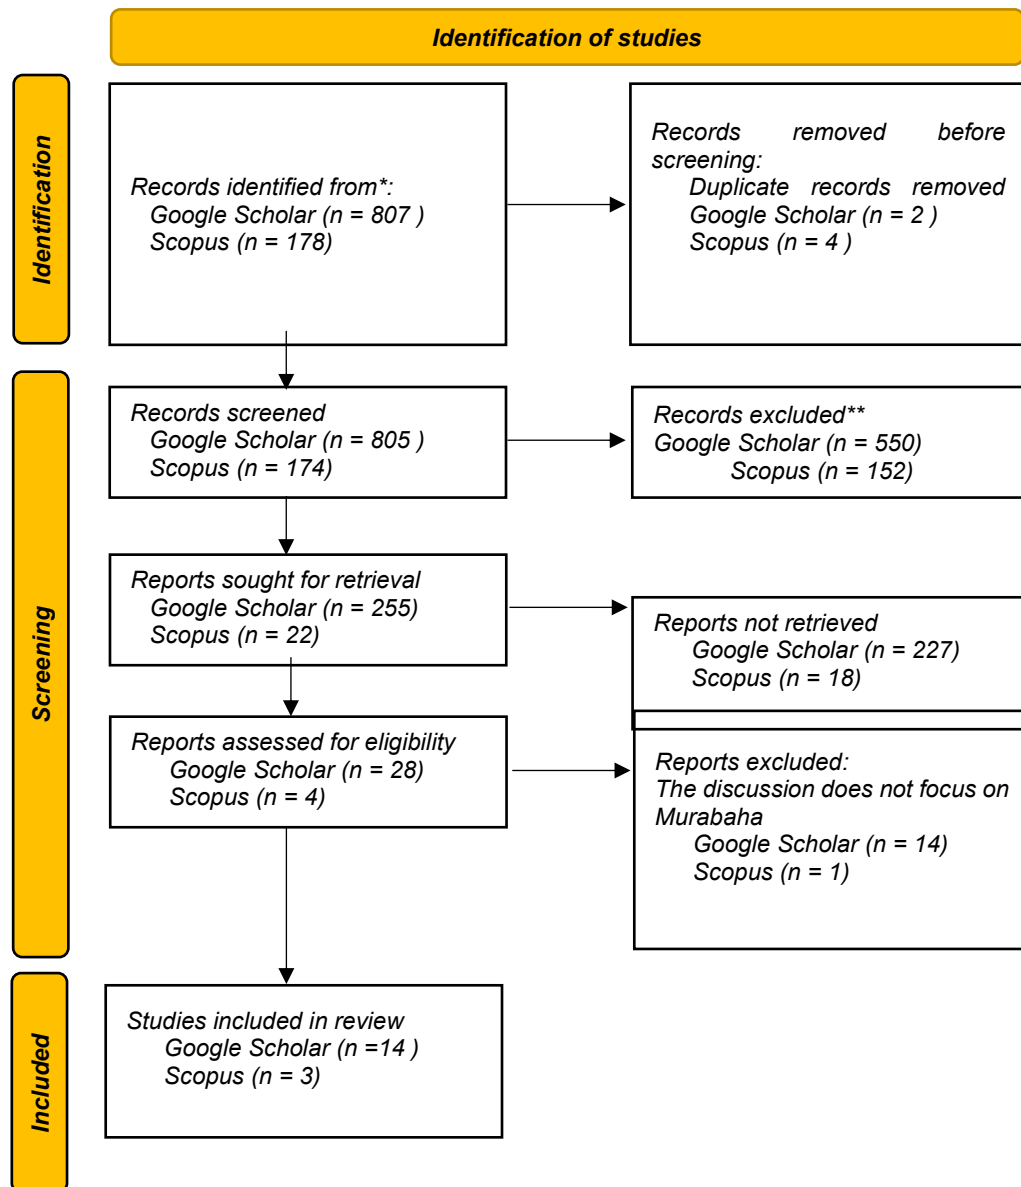 Identification of studies
Identification
Records identified from*:
Google Scholar (n = 807 )
Scopus (n = 178)
Records removed before
screening:
Duplicate records removed
Google Scholar (n = 2 )
Scopus (n = 4 )
Screening
Records screened
Google Scholar (n = 805 )
Scopus (n = 174)
Records excluded**
Google Scholar (n = 550)
Scopus (n = 152)
Reports sought for retrieval
Google Scholar (n = 255)
Scopus (n = 22)
Reports not retrieved
Google Scholar (n = 227)
Scopus (n = 18)
Reports assessed for eligibility
Google Scholar (n = 28)
Scopus (n = 4)
Reports excluded:
The discussion does not focus on
Murabaha
Google Scholar (n = 14)
Scopus (n = 1)
Included
Studies included in review
Google Scholar (n =14 )
Scopus (n = 3)